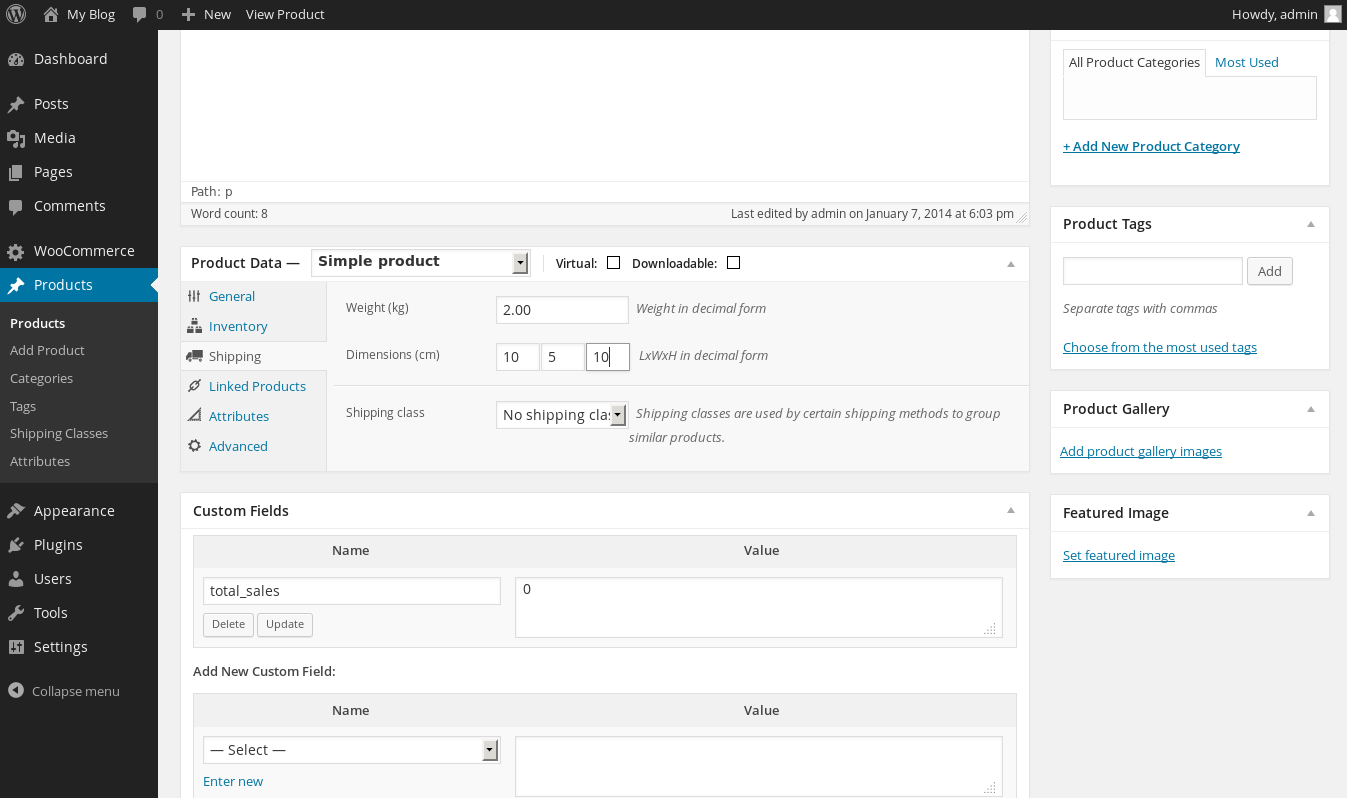 My Blog 0 New View Product Howdy, admin
Dashboard
Posts
Media
Pages
Comments
WooCommerce
Products
Products
Add Product
Categories
Tags
Shipping Classes
Attributes
Appearance
Plugins
Users
Tools
Settings
Collapse menu
Path: p
Word count: 8 Last edited by admin on January 7, 2014 at 6:03 pm
Product Data — Simple product Virtual: Downloadable:
General
Inventory
Shipping
Linked Products
Attributes
Advanced
Weight (kg) 2.00 Weight in decimal form
Dimensions (cm) 10 5 10 LxWxH in decimal form
Shipping class No shipping clas Shipping classes are used by certain shipping methods to group
similar products.
Custom Fields
Name Value
total_sales 0
Delete Update
Add New Custom Field:
Name Value
— Select —
Enter new
All Product Categories Most Used
+ Add New Product Category
Product Tags
Add
Separate tags with commas
Choose from the most used tags
Product Gallery
Add product gallery images
Featured Image
Set featured image